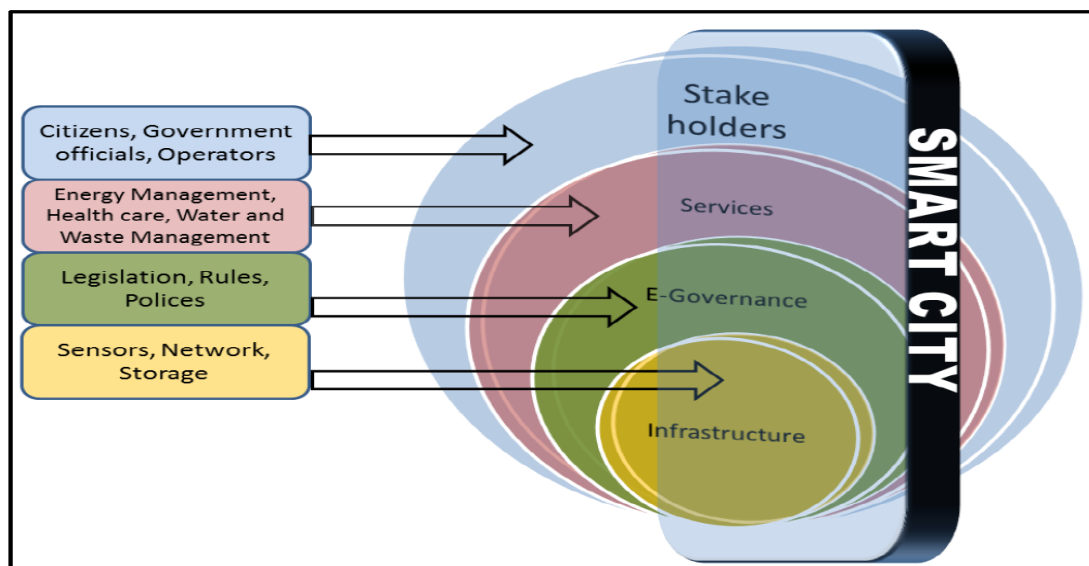 Citizens, Government
officials, Operators
Energy Management,
Health care, Water and
Waste Management
Legislation, Rules,
Polices
Sensors, Network,
Storage
Stake
holders
Services
E-Governance
Infrastructure
SMART CITY